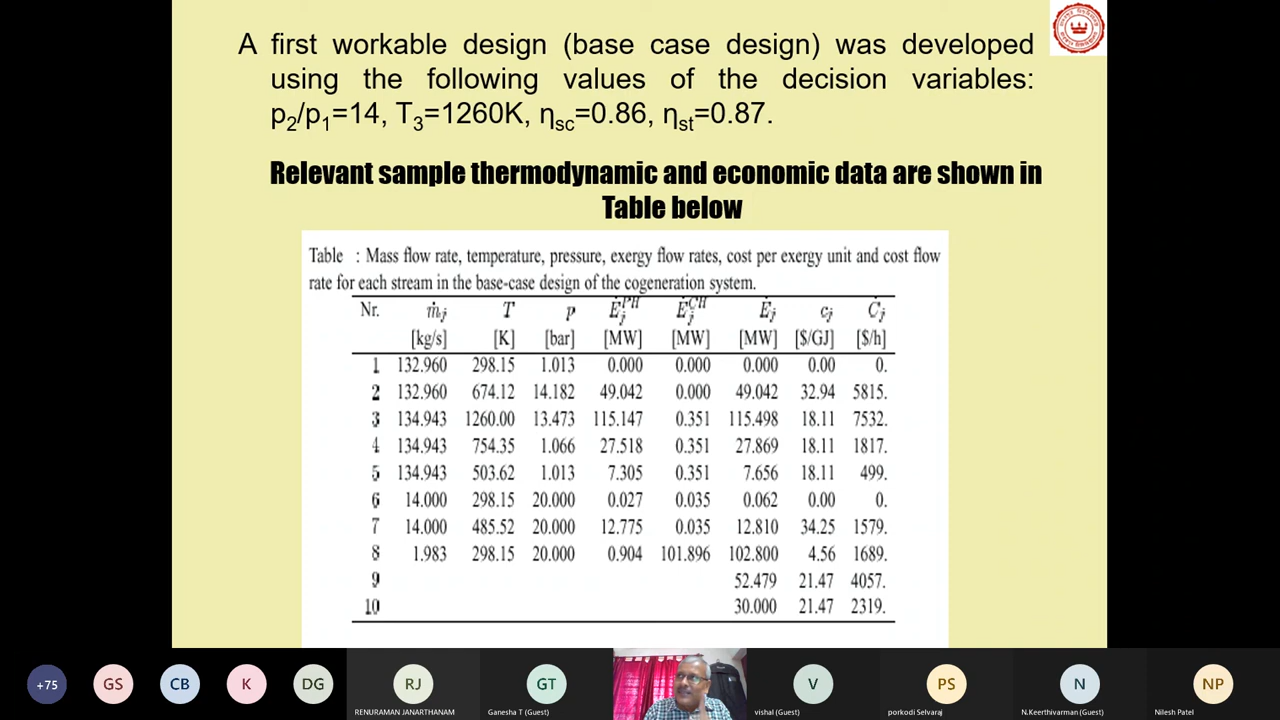 A first workable design (base case design) was developed
using the following values of the decision variables:
p2/p1=14, T3=1260K, ηsc=0.86, ηst=0.87.
Relevant sample thermodynamic and economic data are shown in
Table below
Table : Mass flow rate, temperature, pressure, exergy flow rates, cost per exergy unit and cost flow
rate for each stream in the base-case design of the cogeneration system.
Nr. ṁj T p ĖjPH ĖjCH Ėj cj Ċj
[kg/s] [K] [bar] [MW] [MW] [MW] [$/GJ] [$/h]
1 132.960 298.15 1.013 0.000 0.000 0.000 0.00 0.
2 132.960 674.12 14.182 49.042 0.000 49.042 32.94 5815.
3 134.943 1260.00 13.473 115.147 0.351 115.498 18.11 7532.
4 134.943 754.35 1.066 27.518 0.351 27.869 18.11 1817.
5 134.943 503.62 1.013 7.305 0.351 7.656 18.11 499.
6 14.000 298.15 20.000 0.027 0.035 0.062 0.00 0.
7 14.000 485.52 20.000 12.775 0.035 12.810 34.25 1579.
8 1.983 298.15 20.000 0.904 101.896 102.800 4.56 1689.
9 52.479 21.47 4057.
10 30.000 21.47 2319.
+75 GS CB K DG RJ GT V PS N NP
RENURAMAN JANARTHANAM Ganesha T (Guest) vishal (Guest) porkodi Selvaraj N.Keerthivarman (Guest) Nilesh Patel